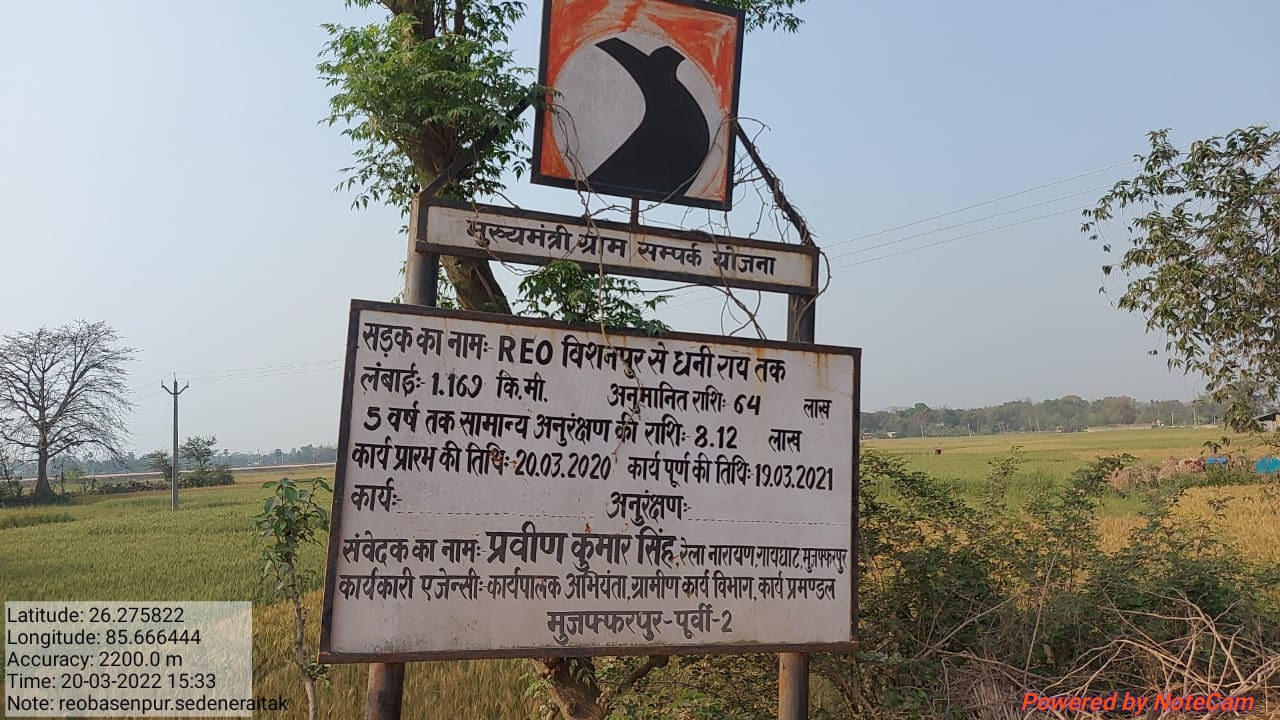 मुख्यमंत्री ग्राम सम्पर्क योजना
सड़क का नामः- REO विशनपुर से धनी राय तक
लंबाईः- 1.169 कि.मी. अनुमानित राशिः 64 लाख
5 वर्ष तक सामान्य अनुरंक्षण की राशिः 8.12 लाख
कार्य प्रारम की तिथिः-20.03.2020 कार्य पूर्ण की तिथिः-19.03.2021
कार्यः- अनुरंक्षणः-
संवेदक का नामः- प्रवीण कुमार सिंह, रेला नारायण, गायघाट, मुजफ्फरपुर
कार्यकारी एजेन्सीः-कार्यपालक अभियंता, ग्रामीण कार्य विभाग, कार्य प्रमण्डल
मुजफ्फरपुर-पूर्वी-2
Latitude: 26.275822
Longitude: 85.666444
Accuracy: 2200.0 m
Time: 20-03-2022 15:33
Note: reobasenpur.sedeneraitak
Powered by NoteCam